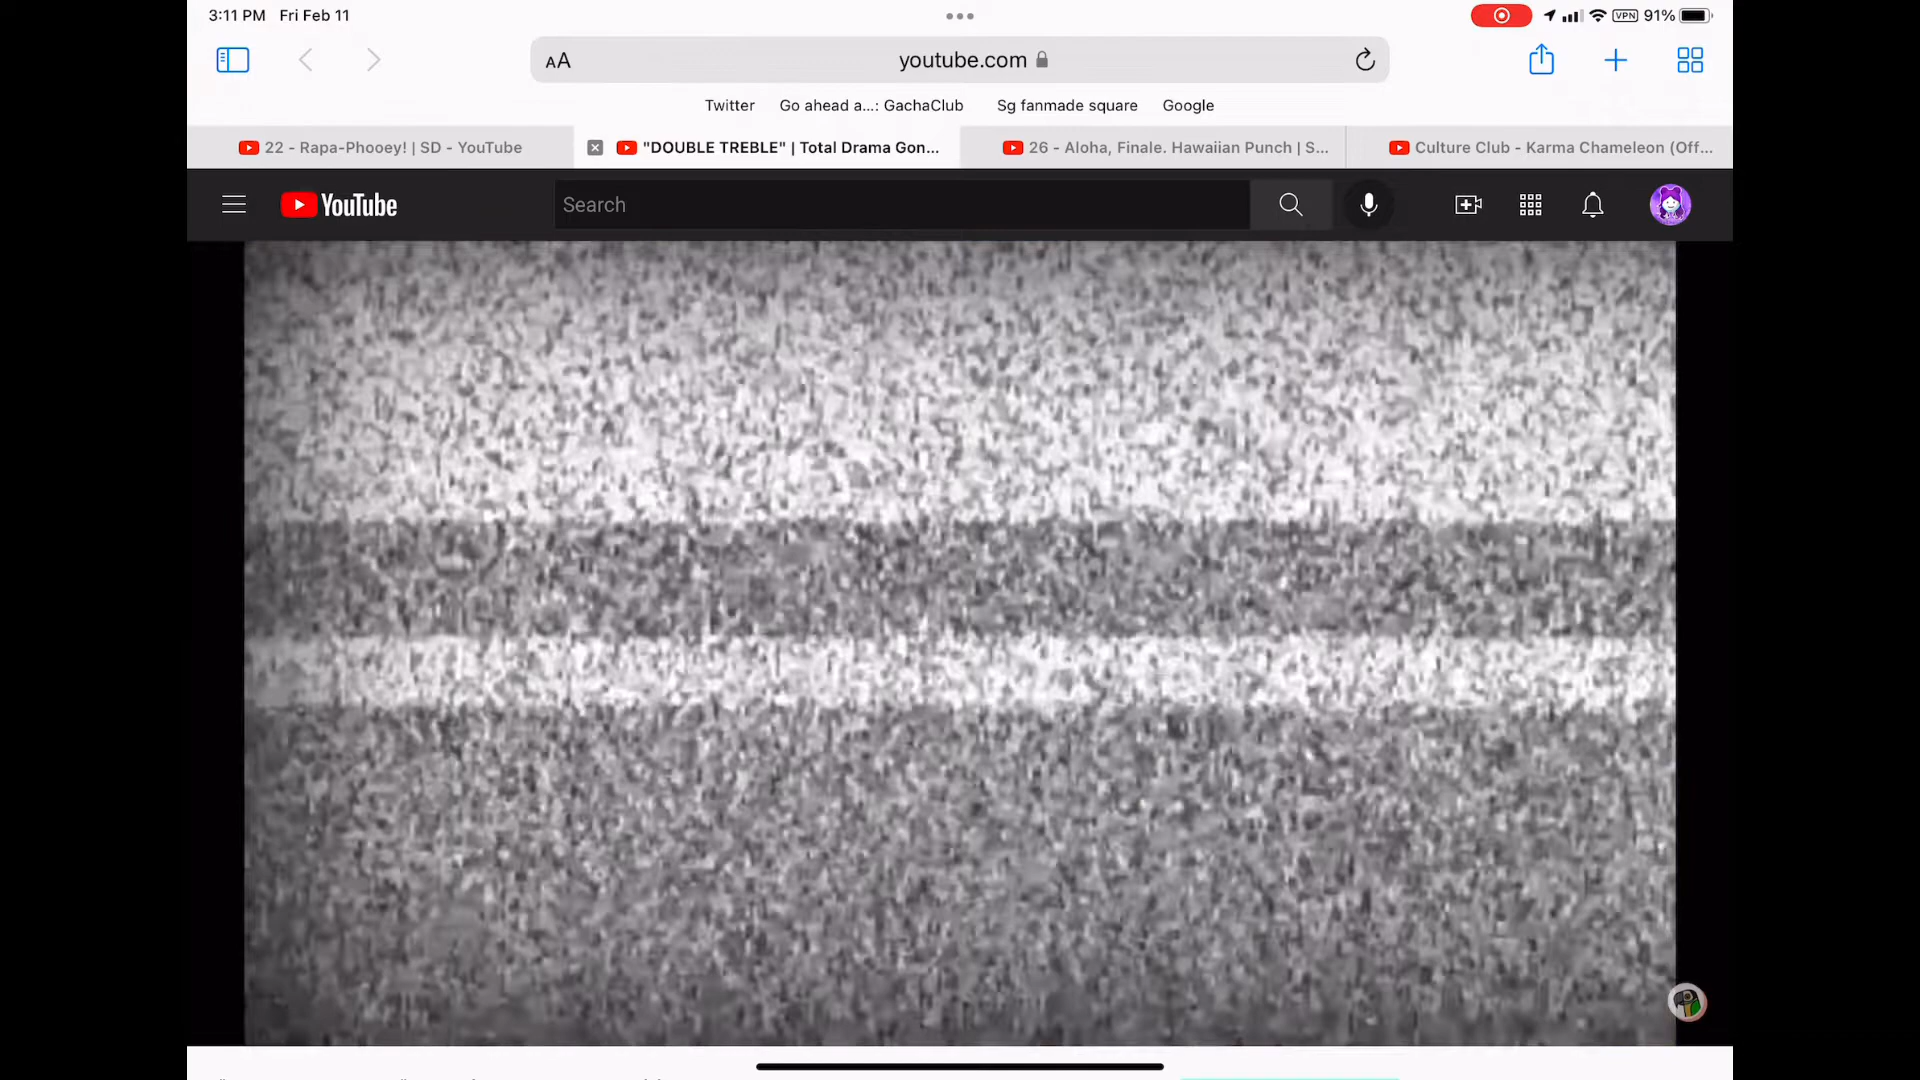 3:11 PM Fri Feb 11
VPN 91%
AA youtube.com
Twitter Go ahead a...: GachaClub Sg fanmade square Google
22 - Rapa-Phooey! | SD - YouTube "DOUBLE TREBLE" | Total Drama Gon... 26 - Aloha, Finale. Hawaiian Punch | S... Culture Club - Karma Chameleon (Off...
YouTube Search